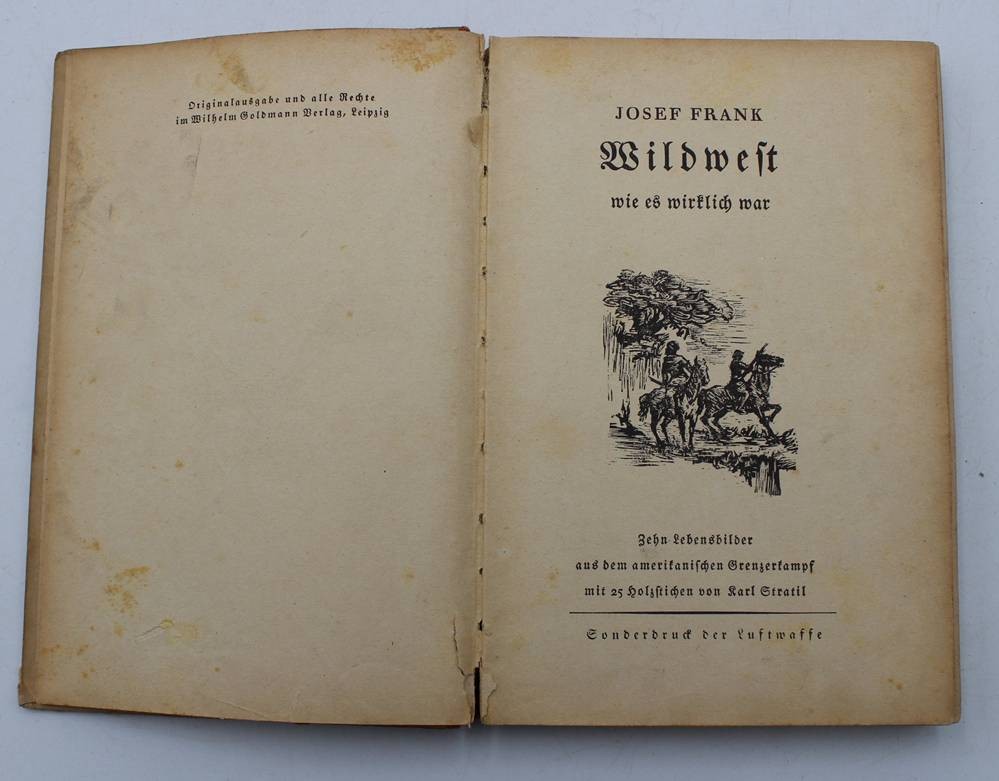 Originalausgabe und alle Rechte
im Wilhelm Goldmann Verlag, Leipzig
JOSEF FRANK
Wildweſt
wie es wirklich war
Zehn Lebensbilder
aus dem amerikaniſchen Grenzerkampf
mit 25 Holzſtichen von Karl Stratil
Sonderdruck der Luftwaffe